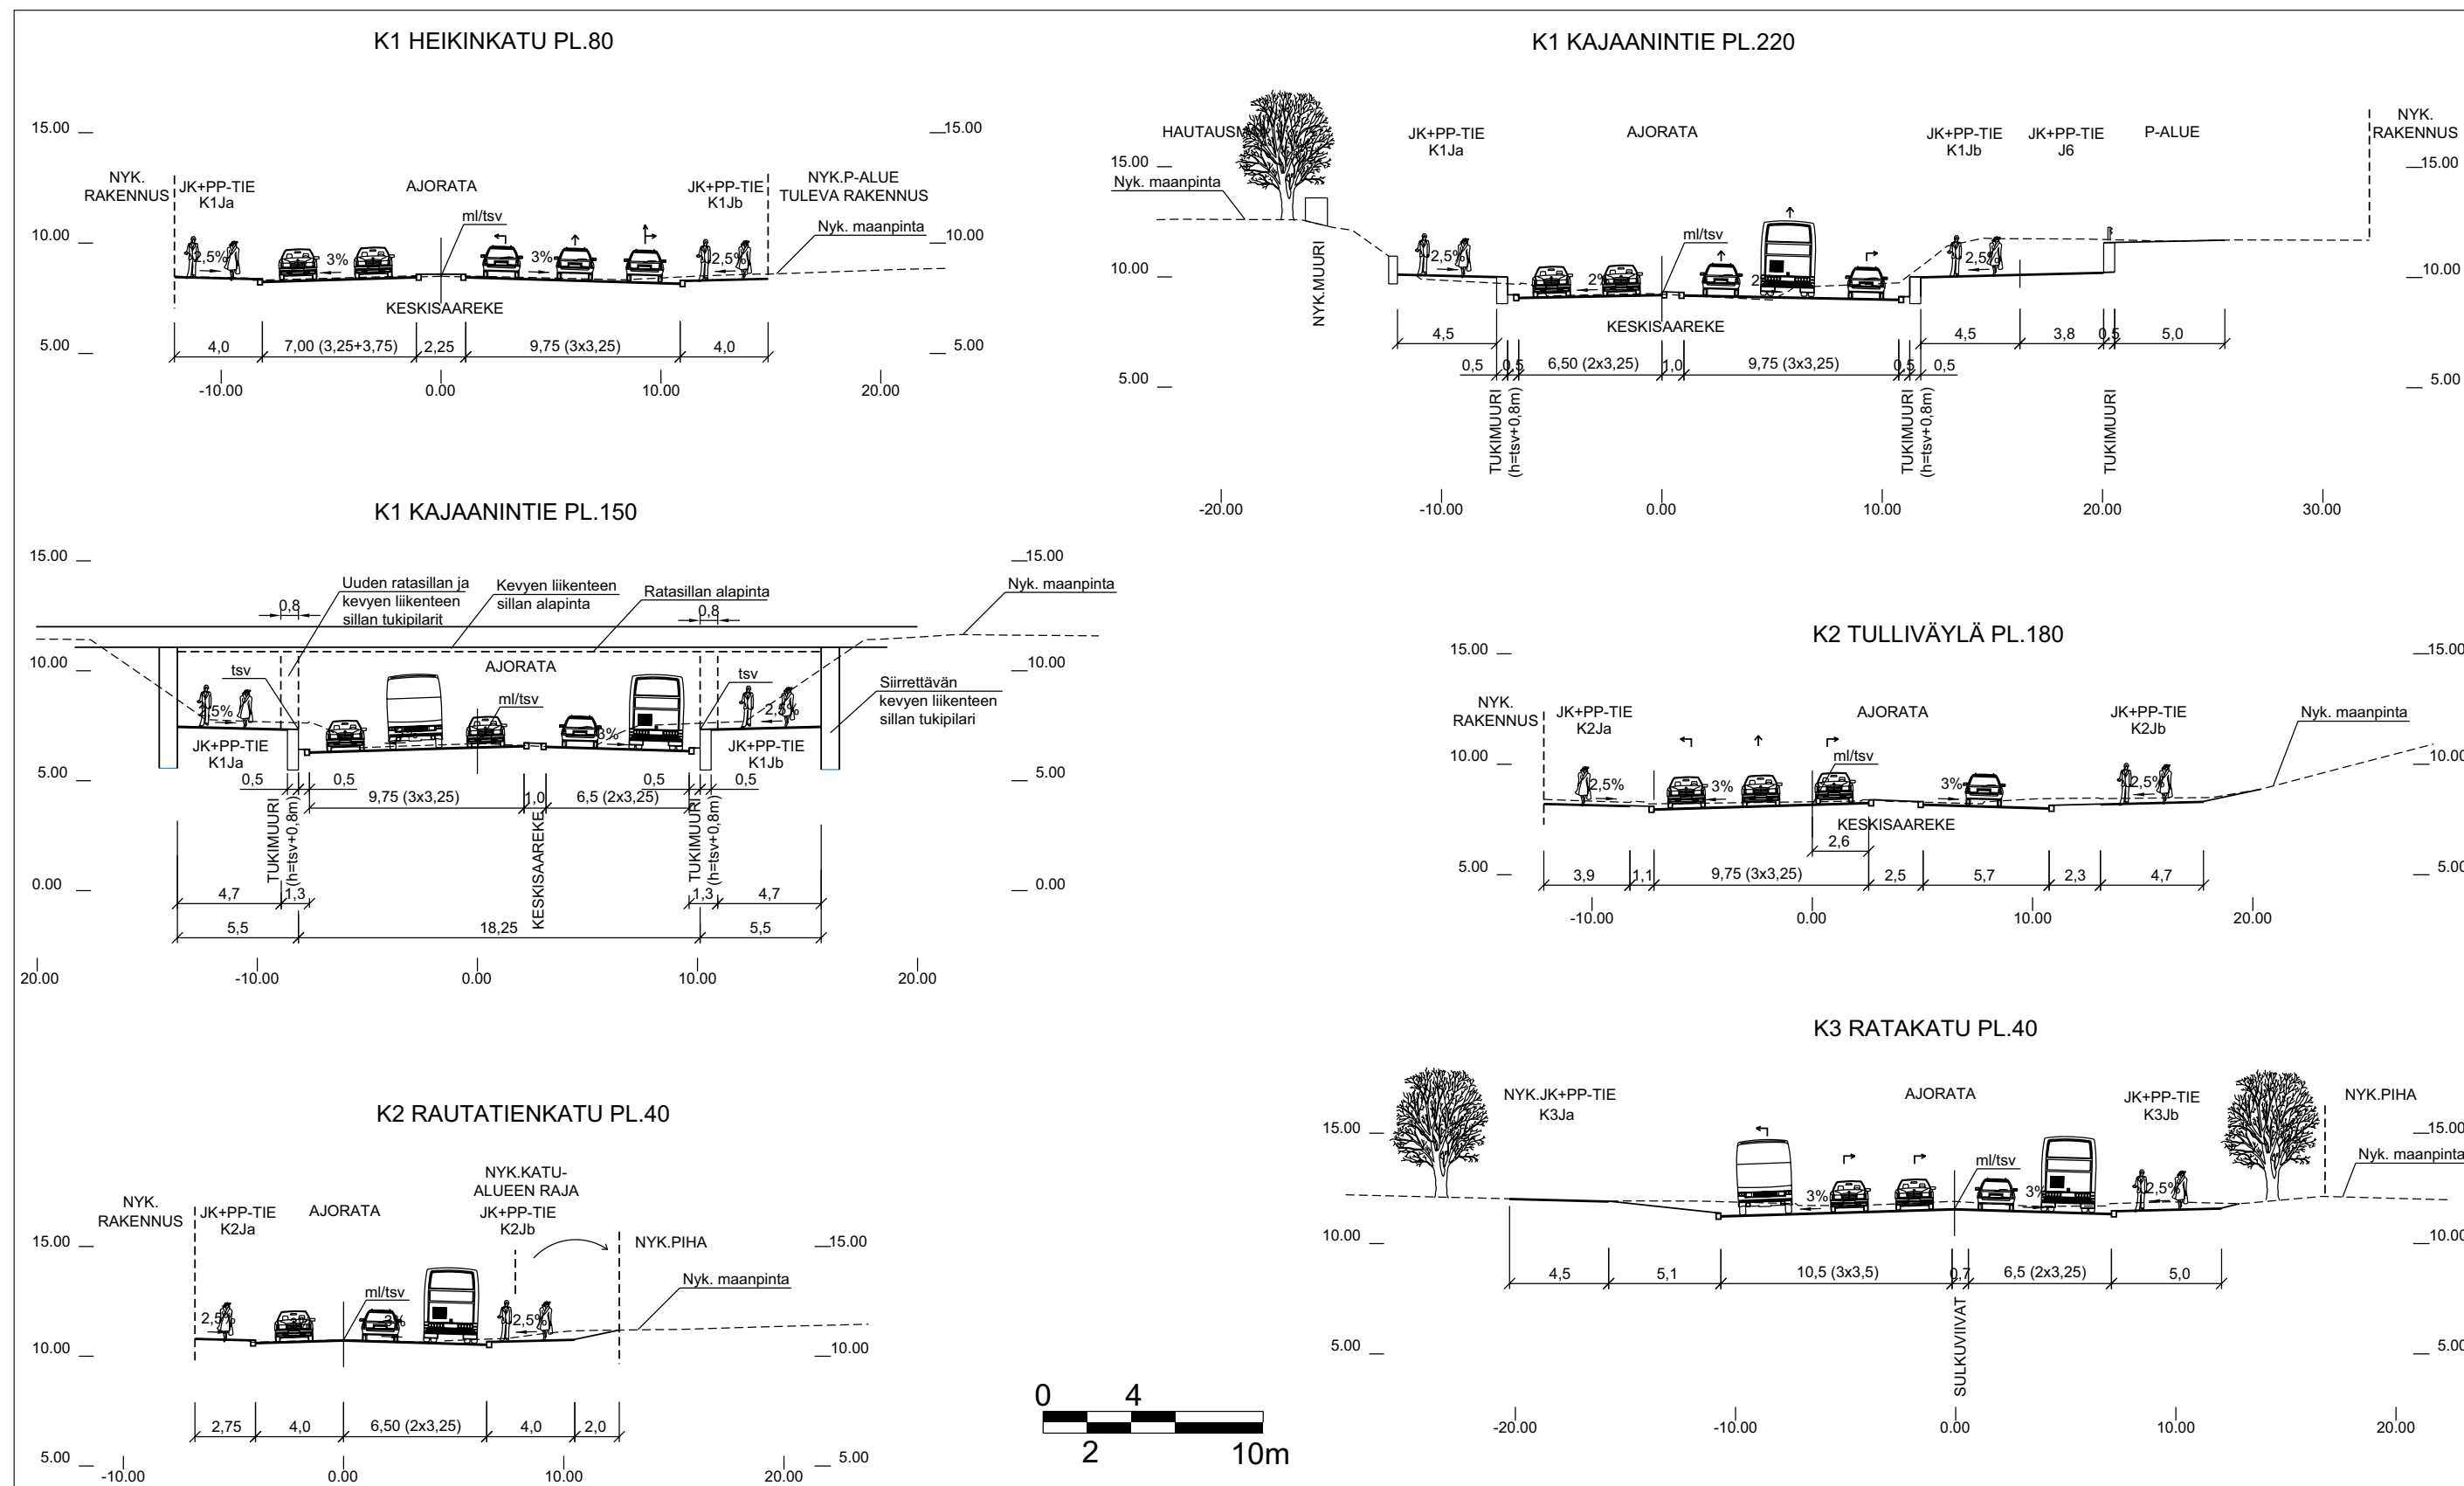 K1 HEIKINKATU PL.80
15.00
15.00
NYK.
RAKENNUS
JK+PP-TIE
K1Ja
AJORATA
JK+PP-TIE
K1Jb
NYK.P-ALUE
TULEVA RAKENNUS
ml/tsv
Nyk. maanpinta
10.00
10.00
2,5%
3%
3%
2,5%
KESKISAAREKE
5.00
5.00
4,0
7,00 (3,25+3,75)
2,25
9,75 (3x3,25)
4,0
-10.00
0.00
10.00
20.00
K1 KAJAANINTIE PL.220
JK+PP-TIE
K1Ja
AJORATA
JK+PP-TIE
K1Jb
JK+PP-TIE
J6
P-ALUE
NYK.
RAKENNUS
15.00
15.00
Nyk. maanpinta
NYK.MUURI
ml/tsv
10.00
10.00
2,5%
2%
KESKISAAREKE
4,5
4,5
3,8
0,5
5,0
0,5
0,5
6,50 (2x3,25)
1,0
9,75 (3x3,25)
0,5
0,5
5.00
5.00
TUKIMUURI
(h=tsv+0,8m)
TUKIMUURI
(h=tsv+0,8m)
TUKIMUURI
-20.00
-10.00
0.00
10.00
20.00
30.00
K1 KAJAANINTIE PL.150
15.00
15.00
Uuden ratasillan ja
kevyen liikenteen
sillan tukipilarit
Kevyen liikenteen
sillan alapinta
Ratasillan alapinta
Nyk. maanpinta
0,8
0,8
10.00
10.00
tsv
AJORATA
tsv
ml/tsv
Siirrettävän
kevyen liikenteen
sillan tukipilari
3%
JK+PP-TIE
K1Ja
JK+PP-TIE
K1Jb
5.00
5.00
0,5
0,5
0,5
0,5
9,75 (3x3,25)
1,0
6,5 (2x3,25)
TUKIMUURI
(h=tsv+0,8m)
KESKISAAREKE
TUKIMUURI
(h=tsv+0,8m)
0.00
0.00
4,7
1,3
1,3
4,7
5,5
18,25
5,5
20.00
-10.00
0.00
10.00
20.00
K2 TULLIVÄYLÄ PL.180
15.00
15.00
NYK.
RAKENNUS
JK+PP-TIE
K2Ja
AJORATA
JK+PP-TIE
K2Jb
Nyk. maanpinta
ml/tsv
10.00
10.00
2,5%
3%
3%
2,5%
KESKISAAREKE
2,6
5.00
5.00
3,9
1,1
9,75 (3x3,25)
2,5
5,7
2,3
4,7
-10.00
0.00
10.00
20.00
K2 RAUTATIENKATU PL.40
NYK.
RAKENNUS
JK+PP-TIE
K2Ja
AJORATA
NYK.KATU-
ALUEEN RAJA
JK+PP-TIE
K2Jb
NYK.PIHA
15.00
15.00
Nyk. maanpinta
ml/tsv
2,5%
3%
2,5%
10.00
10.00
2,75
4,0
6,50 (2x3,25)
4,0
2,0
5.00
5.00
-10.00
0.00
10.00
20.00
0
4
2
10m
K3 RATAKATU PL.40
NYK.JK+PP-TIE
K3Ja
AJORATA
JK+PP-TIE
K3Jb
NYK.PIHA
15.00
15.00
Nyk. maanpinta
ml/tsv
3%
3%
2,5%
10.00
10.00
4,5
5,1
10,5 (3x3,5)
0,7
6,5 (2x3,25)
5,0
SULKUVIIVAT
5.00
5.00
-20.00
-10.00
0.00
10.00
20.00